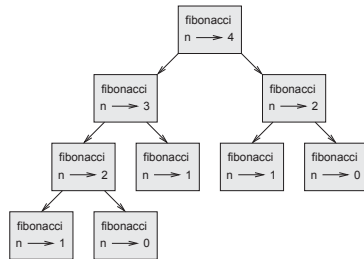 fibonacci
n → 4
fibonacci
n → 3
fibonacci
n → 2
fibonacci
n → 2
fibonacci
n → 1
fibonacci
n → 1
fibonacci
n → 0
fibonacci
n → 1
fibonacci
n → 0